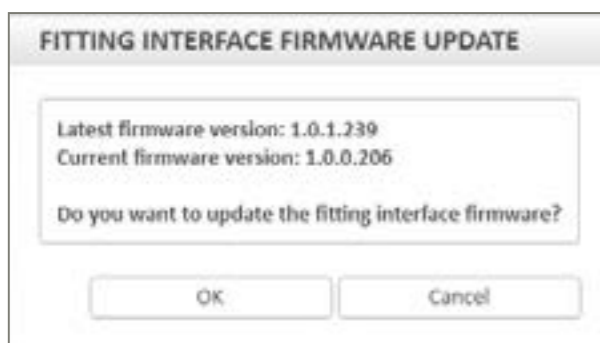 FITTING INTERFACE FIRMWARE UPDATE
Latest firmware version: 1.0.1.239
Current firmware version: 1.0.0.206
Do you want to update the fitting interface firmware?
OK
Cancel